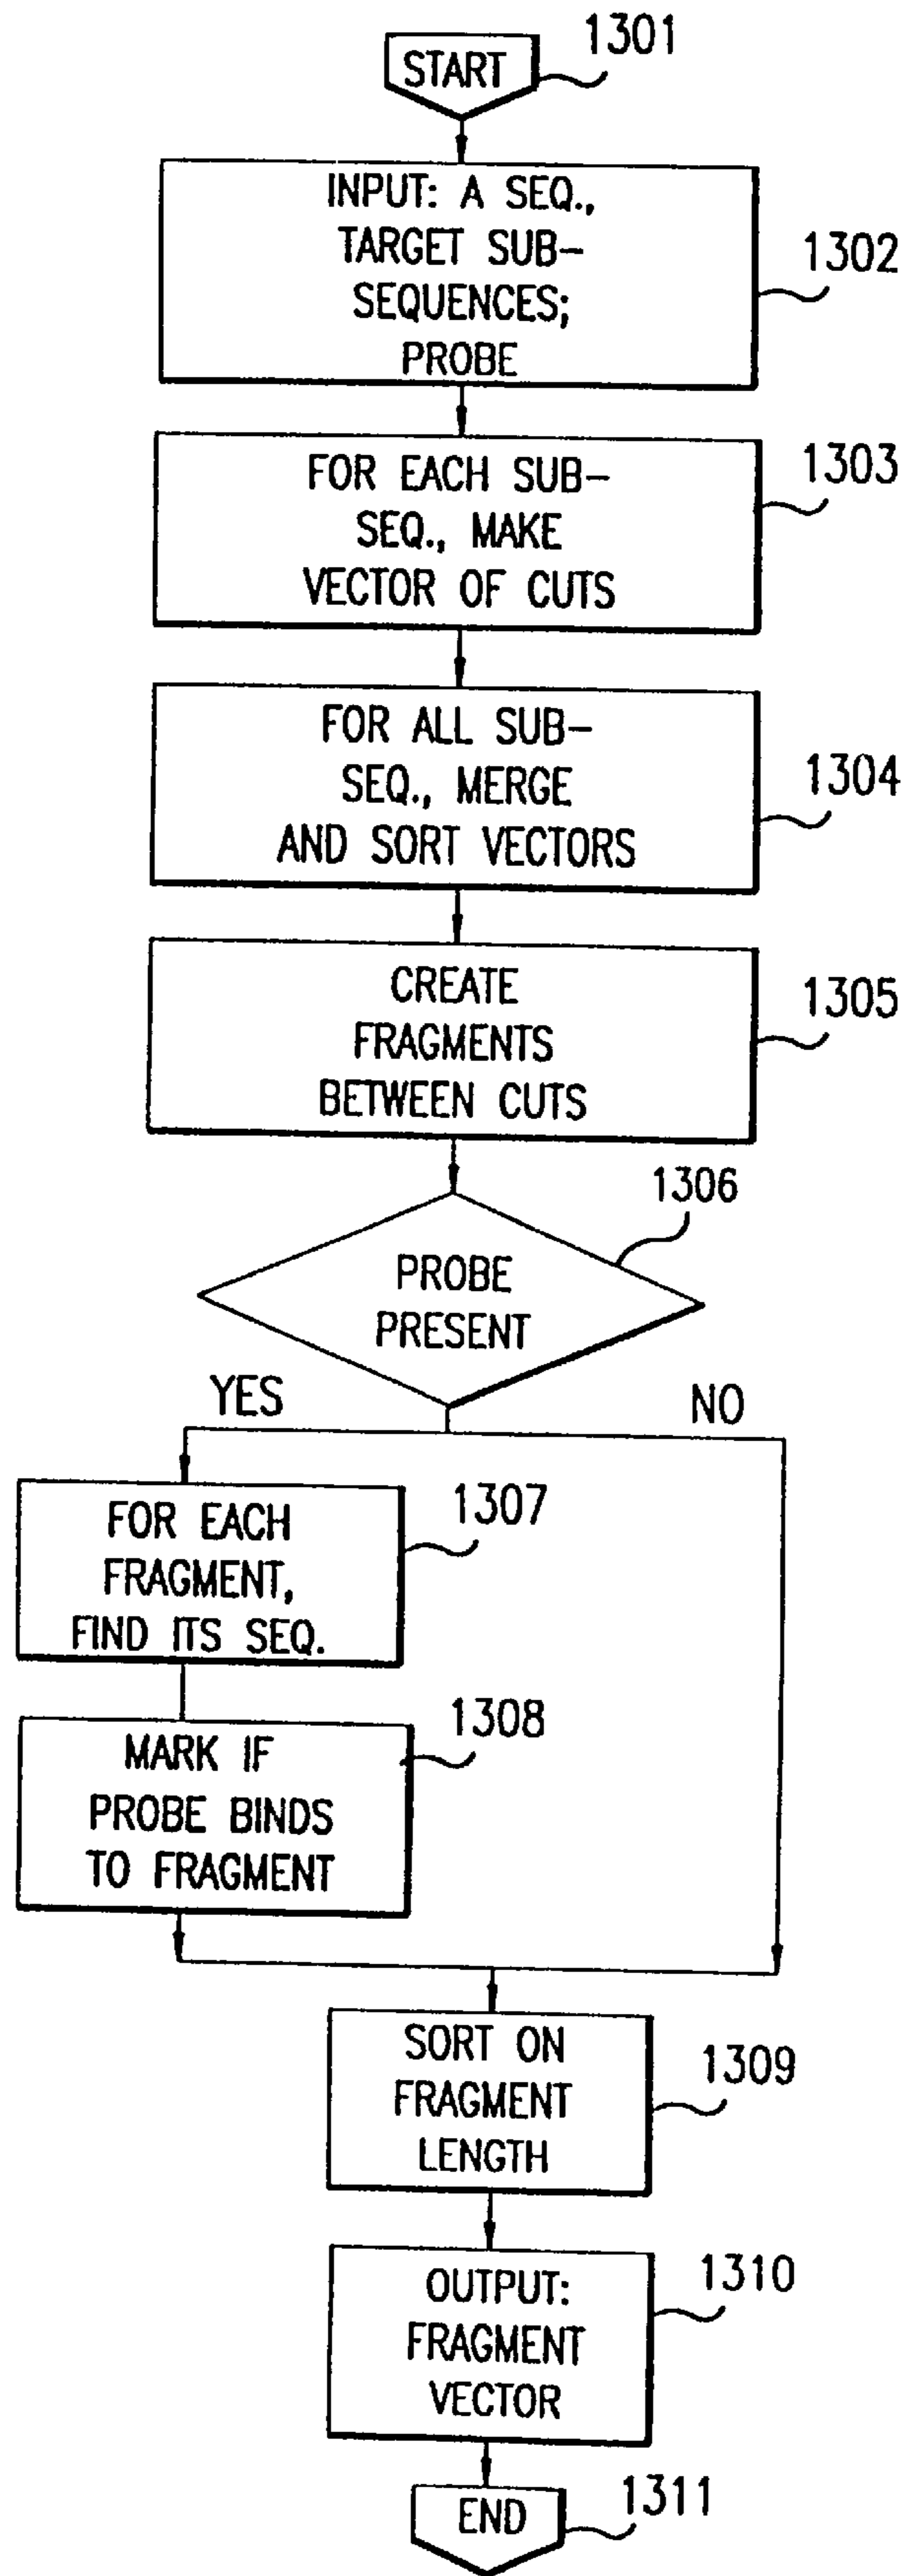 START
1301
INPUT: A SEQ.,
TARGET SUB-
SEQUENCES;
PROBE
1302
FOR EACH SUB-
SEQ., MAKE
VECTOR OF CUTS
1303
FOR ALL SUB-
SEQ., MERGE
AND SORT VECTORS
1304
CREATE
FRAGMENTS
BETWEEN CUTS
1305
PROBE
PRESENT
1306
YES
NO
FOR EACH
FRAGMENT,
FIND ITS SEQ.
1307
MARK IF
PROBE BINDS
TO FRAGMENT
1308
SORT ON
FRAGMENT
LENGTH
1309
OUTPUT:
FRAGMENT
VECTOR
1310
END
1311